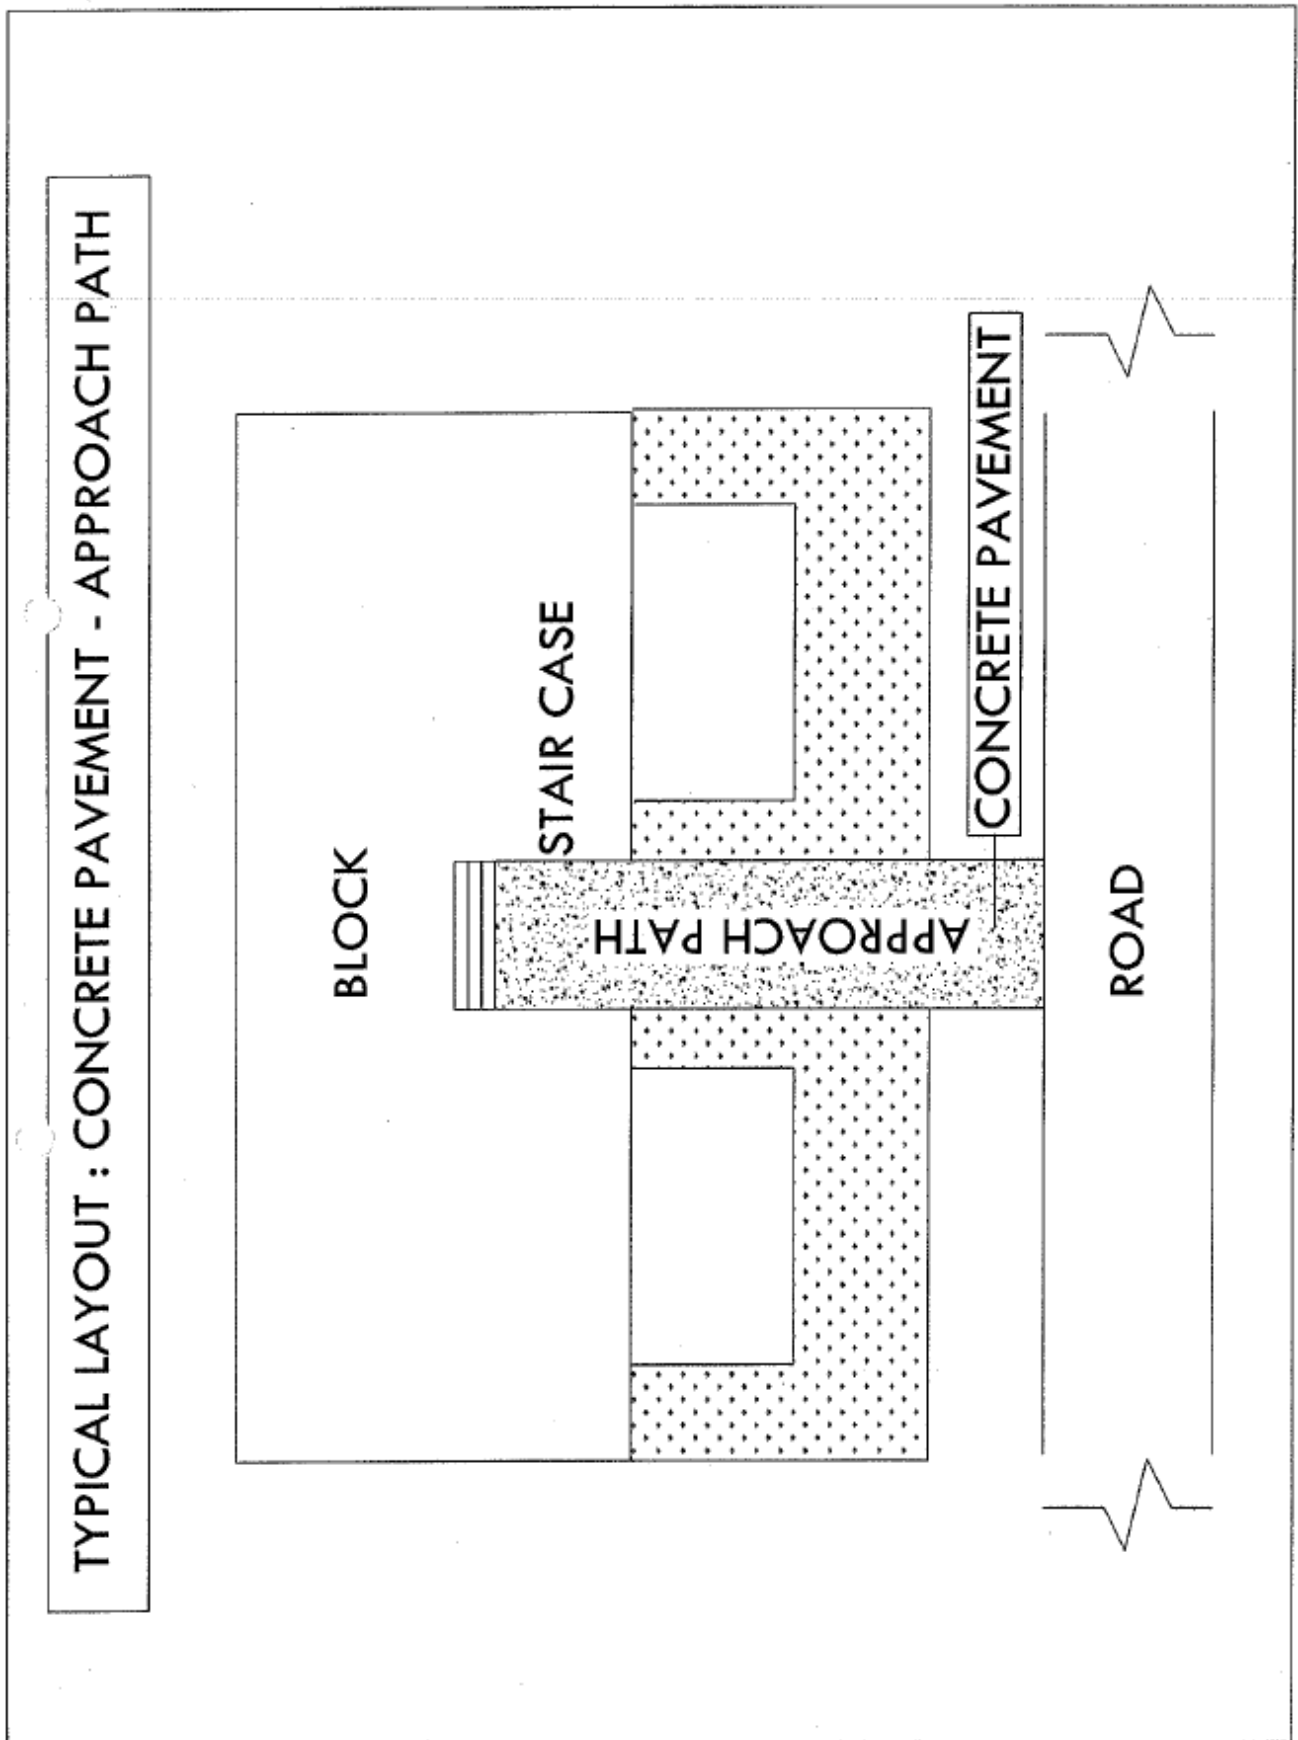 TYPICAL LAYOUT : CONCRETE PAVEMENT - APPROACH PATH
BLOCK
STAIR CASE
APPROACH PATH
CONCRETE PAVEMENT
ROAD